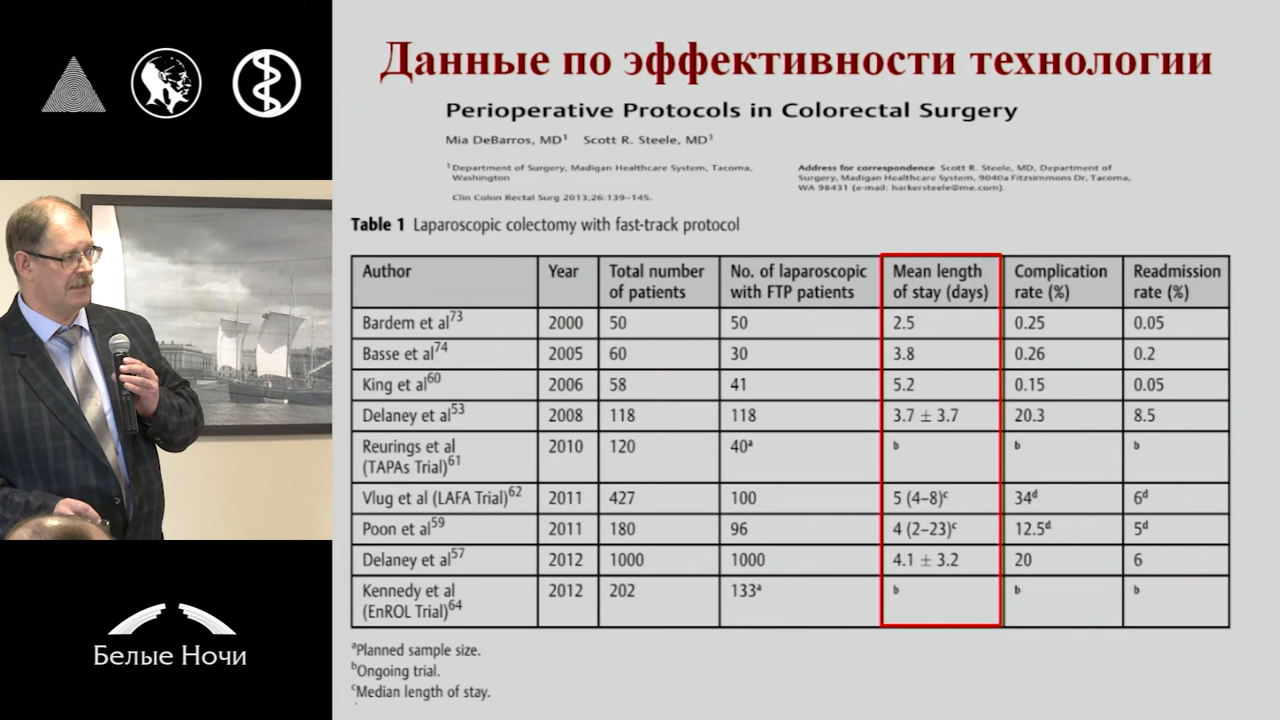 Данные по эффективности технологии
Perioperative Protocols in Colorectal Surgery
Mia DeBarros, MD¹ Scott R. Steele, MD¹
¹Department of Surgery, Madigan Healthcare System, Tacoma,
Washington
Clin Colon Rectal Surg 2013;26:139–145.
Address for correspondence Scott R. Steele, MD, Department of
Surgery, Madigan Healthcare System, 9040a Fitzsimmons Dr, Tacoma,
WA 98431 (e-mail: harkersteele@me.com).
Table 1 Laparoscopic colectomy with fast-track protocol
Author Year Total number of patients No. of laparoscopic with FTP patients Mean length of stay (days) Complication rate (%) Readmission rate (%)
Bardem et al⁷³ 2000 50 50 2.5 0.25 0.05
Basse et al⁷⁴ 2005 60 30 3.8 0.26 0.2
King et al⁶⁰ 2006 58 41 5.2 0.15 0.05
Delaney et al⁵³ 2008 118 118 3.7 ± 3.7 20.3 8.5
Reurings et al (TAPAs Trial)⁶¹ 2010 120 40ᵃ ᵇ ᵇ ᵇ
Vlug et al (LAFA Trial)⁶² 2011 427 100 5 (4–8)ᶜ 34ᵈ 6ᵈ
Poon et al⁵⁹ 2011 180 96 4 (2–23)ᶜ 12.5ᵈ 5ᵈ
Delaney et al⁵⁷ 2012 1000 1000 4.1 ± 3.2 20 6
Kennedy et al (EnROL Trial)⁶⁴ 2012 202 133ᵃ ᵇ ᵇ ᵇ
ᵃPlanned sample size.
ᵇOngoing trial.
ᶜMedian length of stay.
Белые Ночи